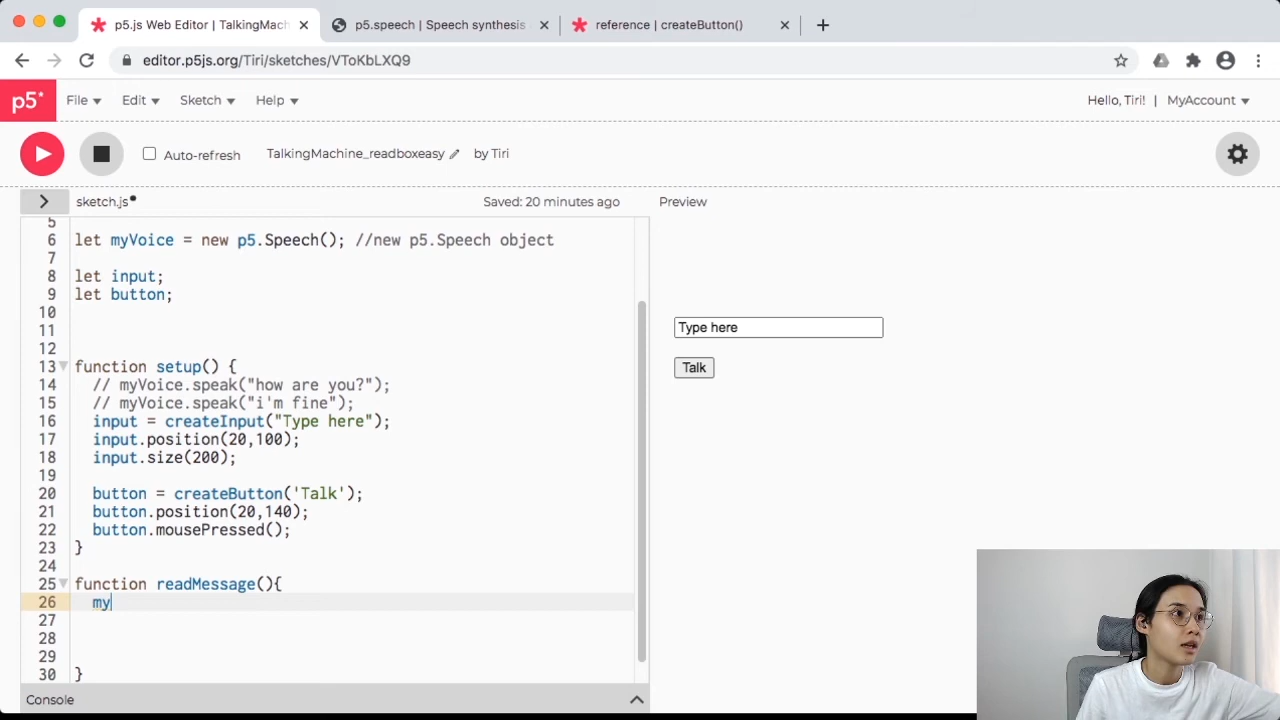 p5.js Web Editor | TalkingMach
p5.speech | Speech synthesis
reference | createButton()
editor.p5js.org/Tiri/sketches/VToKbLXQ9
p5*
File
Edit
Sketch
Help
Hello, Tiri! | MyAccount
Auto-refresh
TalkingMachine_readboxeasy
by Tiri
> sketch.js
Saved: 20 minutes ago
Preview
5
6 let myVoice = new p5.Speech(); //new p5.Speech object
7
8 let input;
9 let button;
10
11
12
13 function setup() {
14 // myVoice.speak("how are you?");
15 // myVoice.speak("i'm fine");
16 input = createInput("Type here");
17 input.position(20,100);
18 input.size(200);
19
20 button = createButton('Talk');
21 button.position(20,140);
22 button.mousePressed();
23 }
24
25 function readMessage(){
26 my
27
28
29
30 }
Console
Type here
Talk